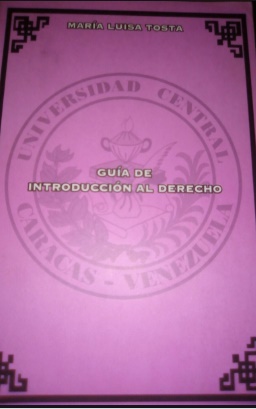 MARÍA LUISA TOSTA
UNIVERSIDAD CENTRAL
GUÍA DE
INTRODUCCIÓN AL DERECHO
CARACAS - VENEZUELA